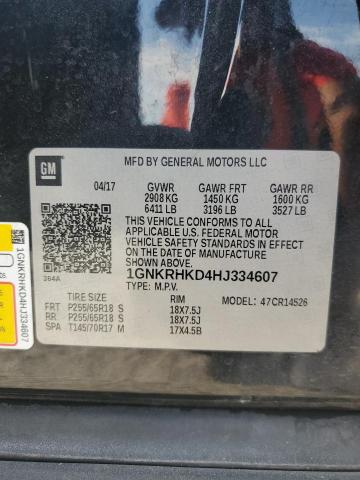 GM
MFD BY GENERAL MOTORS LLC
04/17 GVWR GAWR FRT GAWR RR
2908 KG 1450 KG 1600 KG
6411 LB 3196 LB 3527 LB
THIS VEHICLE CONFORMS TO ALL
APPLICABLE U.S. FEDERAL MOTOR
VEHICLE SAFETY STANDARDS IN EFFECT
ON THE DATE OF MANUFACTURE
SHOWN ABOVE.
364A
1GNKRHKD4HJ334607
TYPE: M.P.V.
MODEL: 47CR14526
TIRE SIZE RIM
FRT P255/65R18 S 18X7.5J
RR P255/65R18 S 18X7.5J
SPA T145/70R17 M 17X4.5B
1GNKRHKD4HJ334607